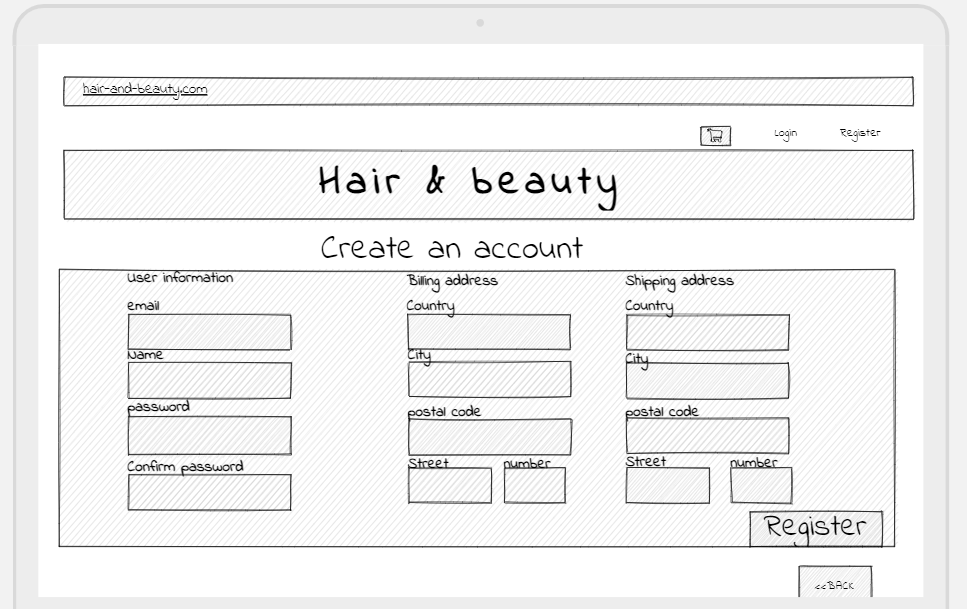 hair-and-beauty.com
Login Register
Hair & beauty
Create an account
User information Billing address Shipping address
email Country Country
Name City City
password postal code postal code
Confirm password Street number Street number
Register
<<BACK